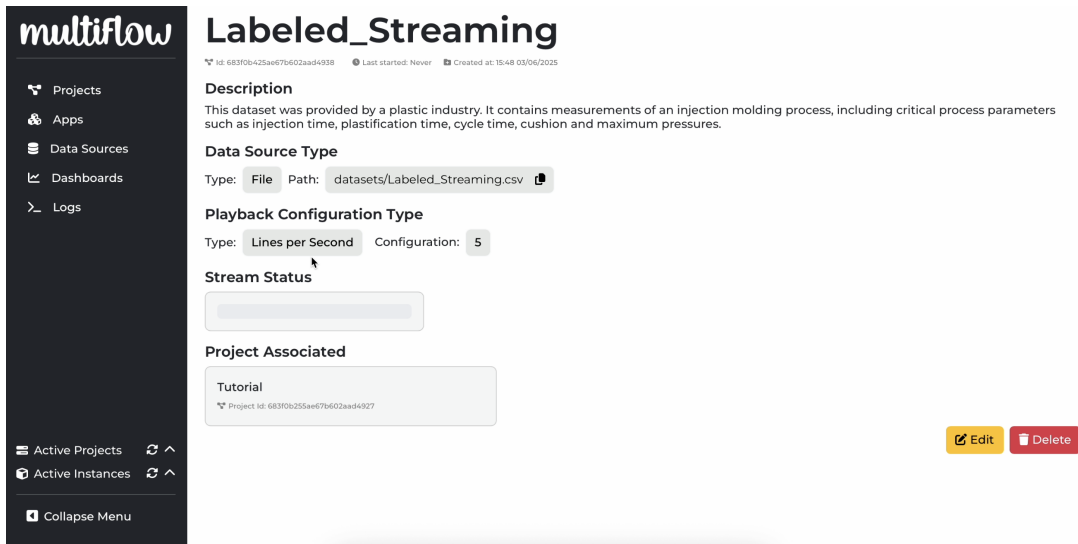 multiflow
Projects
Apps
Data Sources
Dashboards
Logs
Active Projects
Active Instances
Collapse Menu
Labeled_Streaming
Id: 683f0b425ae67b602aad4938 Last started: Never Created at: 15:48 03/06/2025
Description
This dataset was provided by a plastic industry. It contains measurements of an injection molding process, including critical process parameters
such as injection time, plastification time, cycle time, cushion and maximum pressures.
Data Source Type
Type: File Path: datasets/Labeled_Streaming.csv
Playback Configuration Type
Type: Lines per Second Configuration: 5
Stream Status
Project Associated
Tutorial
Project Id: 683f0b255ae67b602aad4927
Edit Delete